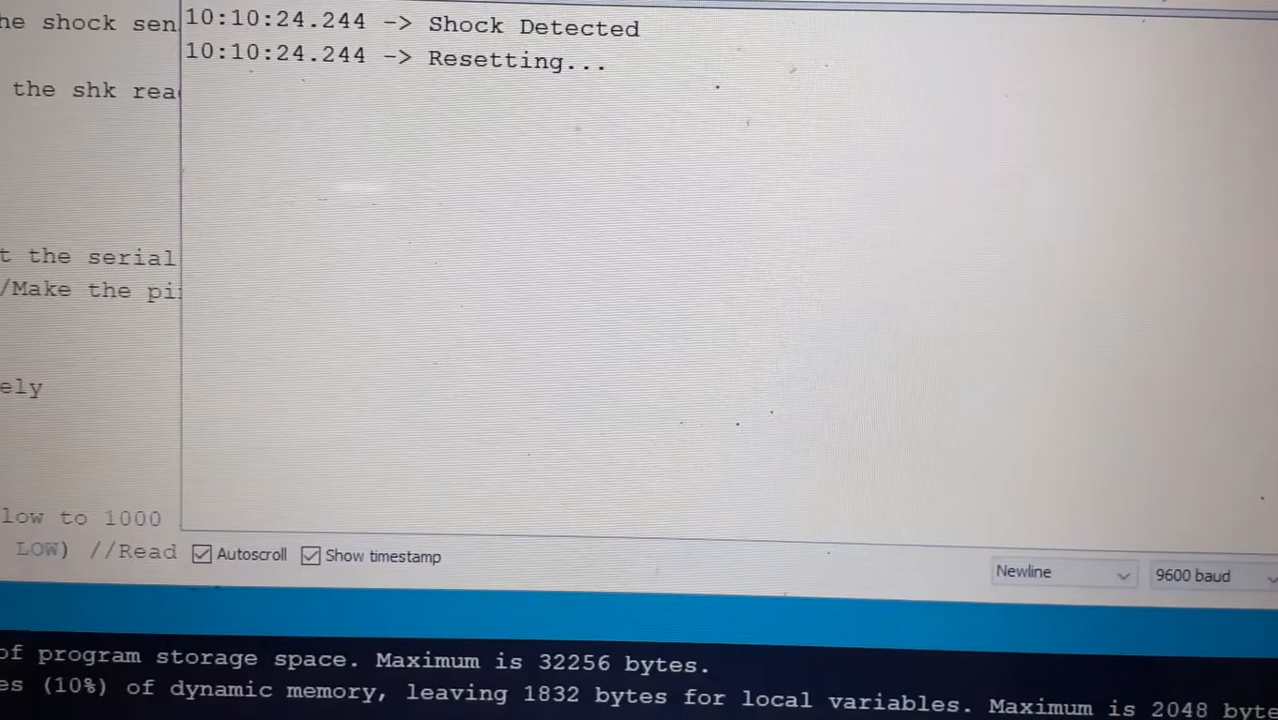 he shock sen
10:10:24.244 -> Shock Detected
10:10:24.244 -> Resetting...
the shk rea
t the serial
/Make the pi
ely
low to 1000
LOW) //Read
Autoscroll Show timestamp
Newline 9600 baud
of program storage space. Maximum is 32256 bytes.
es (10%) of dynamic memory, leaving 1832 bytes for local variables. Maximum is 2048 byte